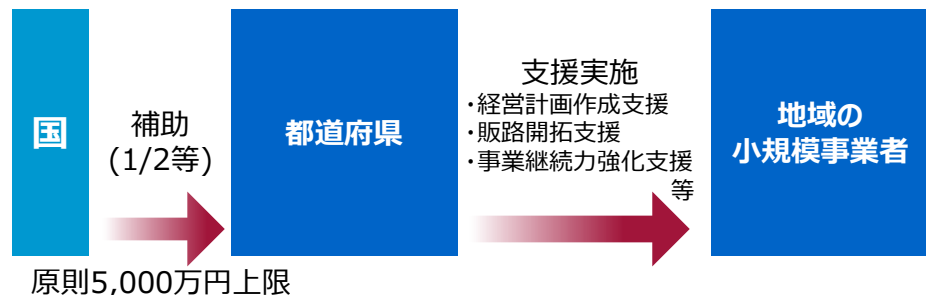 国
補助
(1/2等)
原則5,000万円上限
都道府県
支援実施
・経営計画作成支援
・販路開拓支援
・事業継続力強化支援
等
地域の
小規模事業者